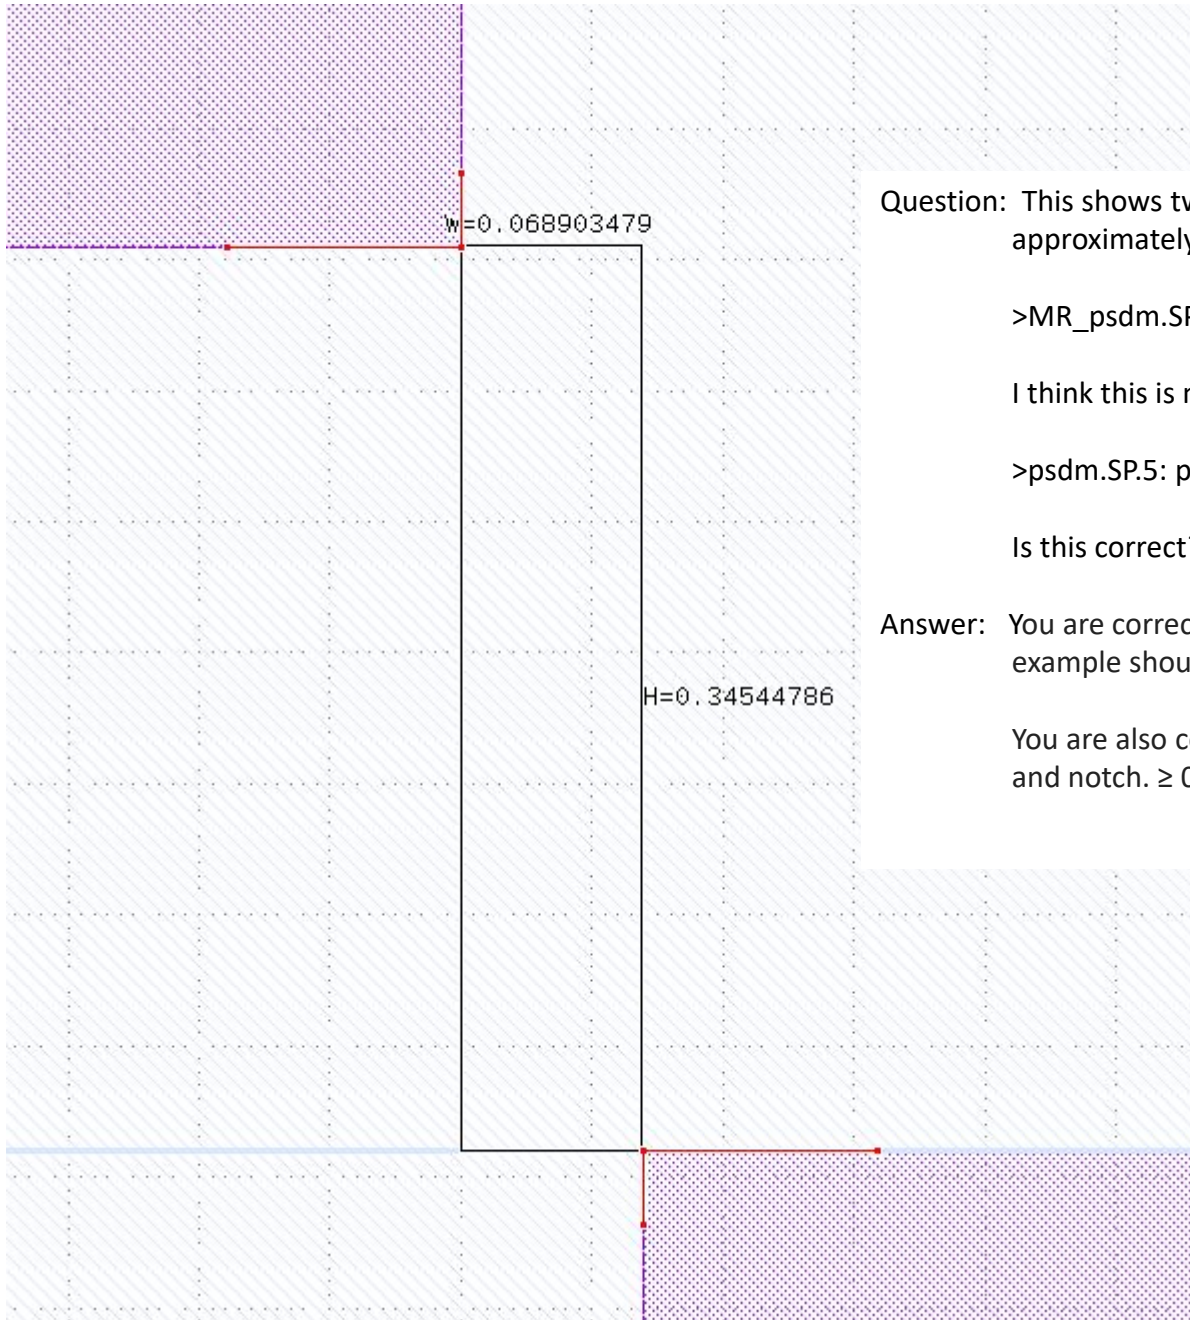 W=0.068903479
H=0.34544786
Question: This shows tw
approximately
>MR_psdm.SP
I think this is
>psdm.SP.5: p
Is this correct
Answer: You are correc
example shou
You are also c
and notch. ≥ 0